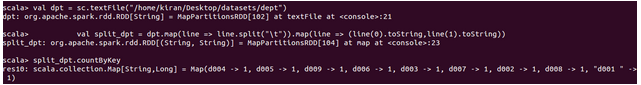 scala> val dpt = sc.textFile("/home/kiran/Desktop/datasets/dept")
dpt: org.apache.spark.rdd.RDD[String] = MapPartitionsRDD[102] at textFile at <console>:21
scala>         val split_dpt = dpt.map(line => line.split("\t")).map(line => (line(0).toString,line(1).toString))
split_dpt: org.apache.spark.rdd.RDD[(String, String)] = MapPartitionsRDD[104] at map at <console>:23
scala> split_dpt.countByKey
res10: scala.collection.Map[String,Long] = Map(d004 -> 1, d005 -> 1, d009 -> 1, d006 -> 1, d003 -> 1, d007 -> 1, d002 -> 1, d008 -> 1, "d001 " ->
1)